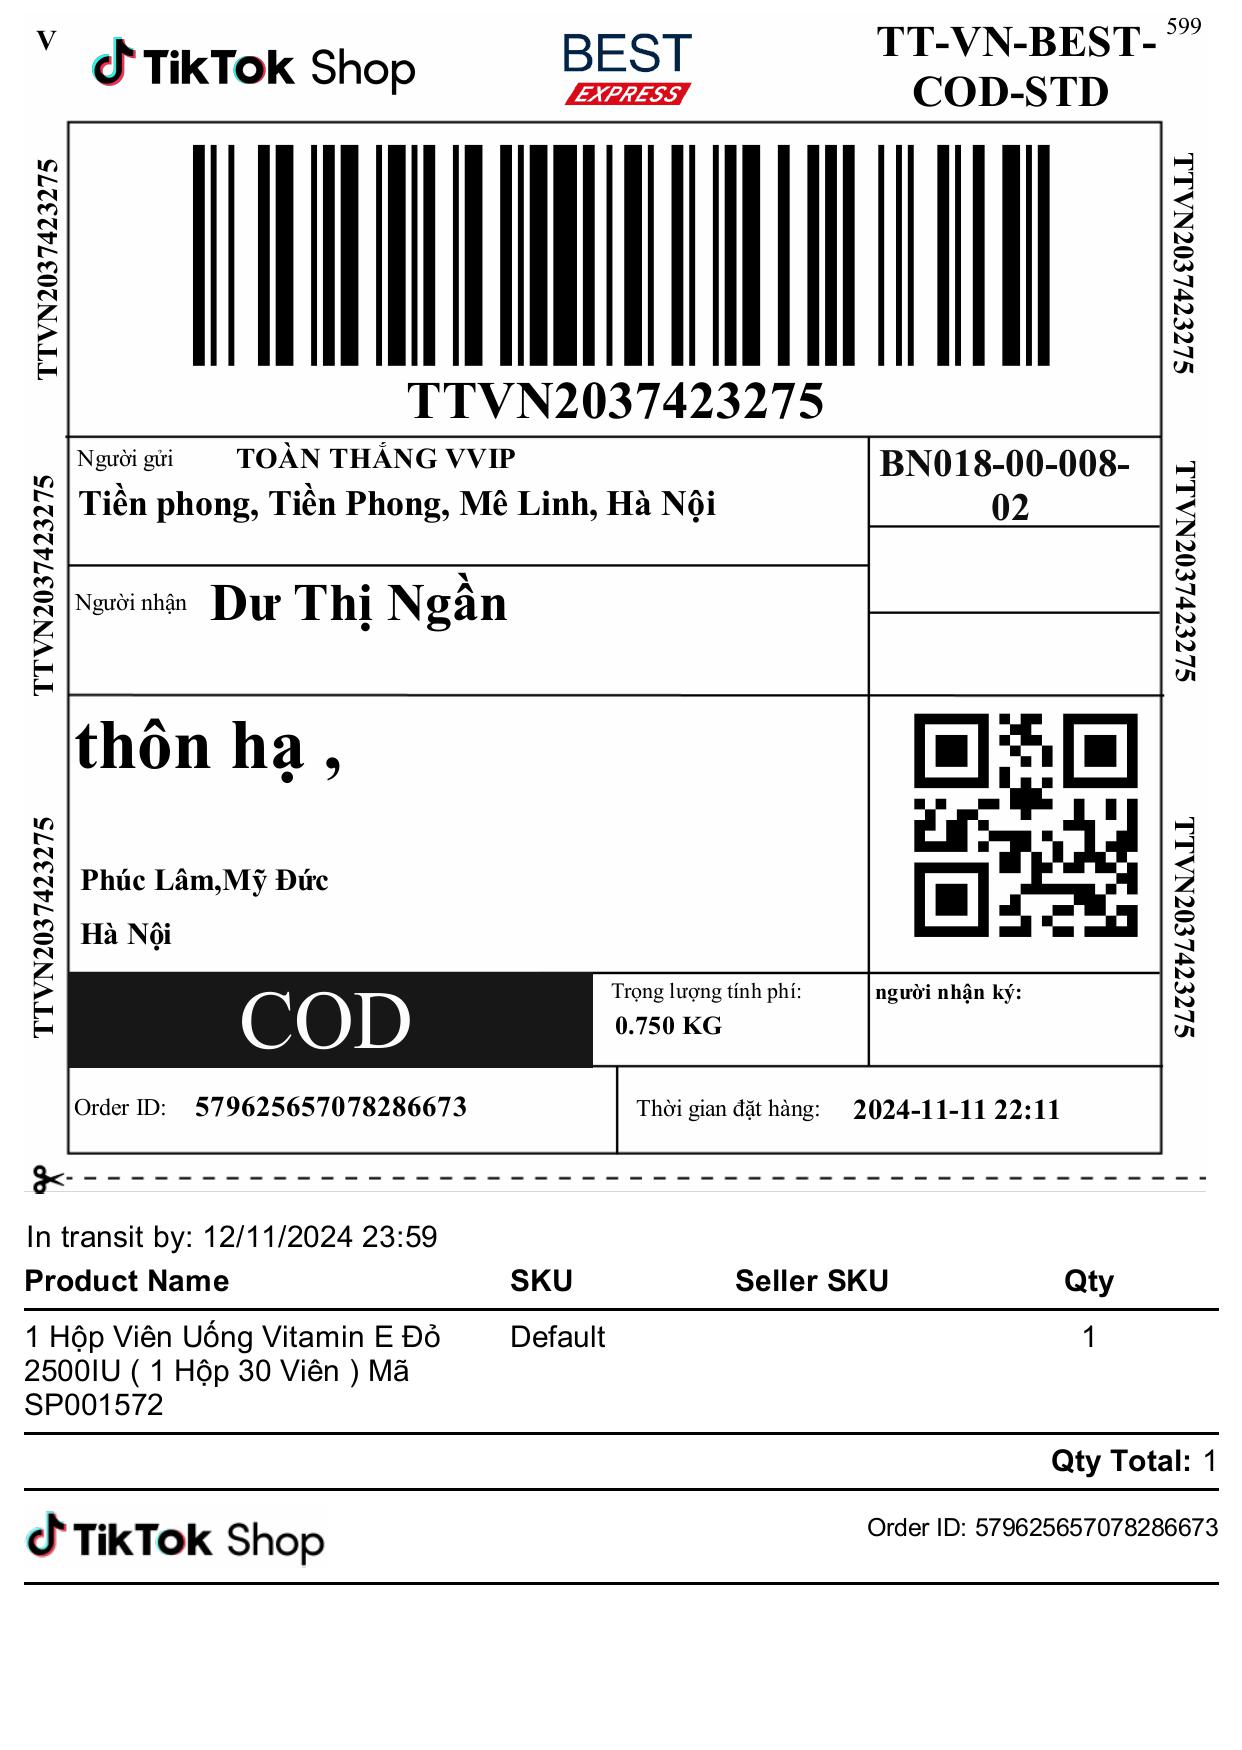 V
TikTok Shop
BEST
EXPRESS
TT-VN-BEST-
COD-STD
599
TTVN2037423275
TTVN2037423275
TTVN2037423275
Người gửi TOÀN THẮNG VVIP
Tiền phong, Tiền Phong, Mê Linh, Hà Nội
BN018-00-008-
02
TTVN2037423275
TTVN2037423275
Người nhận Dư Thị Ngần
thôn hạ ,
Phúc Lâm,Mỹ Đức
Hà Nội
TTVN2037423275
TTVN2037423275
COD
Trọng lượng tính phí:
0.750 KG
người nhận ký:
Order ID: 579625657078286673
Thời gian đặt hàng: 2024-11-11 22:11
In transit by: 12/11/2024 23:59
Product Name SKU Seller SKU Qty
1 Hộp Viên Uống Vitamin E Đỏ Default 1
2500IU ( 1 Hộp 30 Viên ) Mã
SP001572
Qty Total: 1
TikTok Shop
Order ID: 579625657078286673